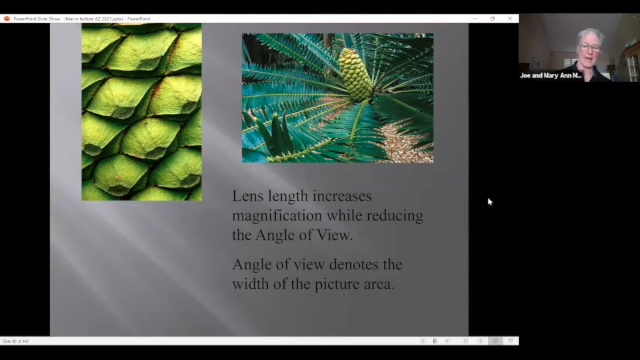 PowerPoint Slide Show - [Macro lecture AZ 2021.pptx] - PowerPoint
Joe and Mary Ann M...
Lens length increases
magnification while reducing
the Angle of View.
Angle of view denotes the
width of the picture area.